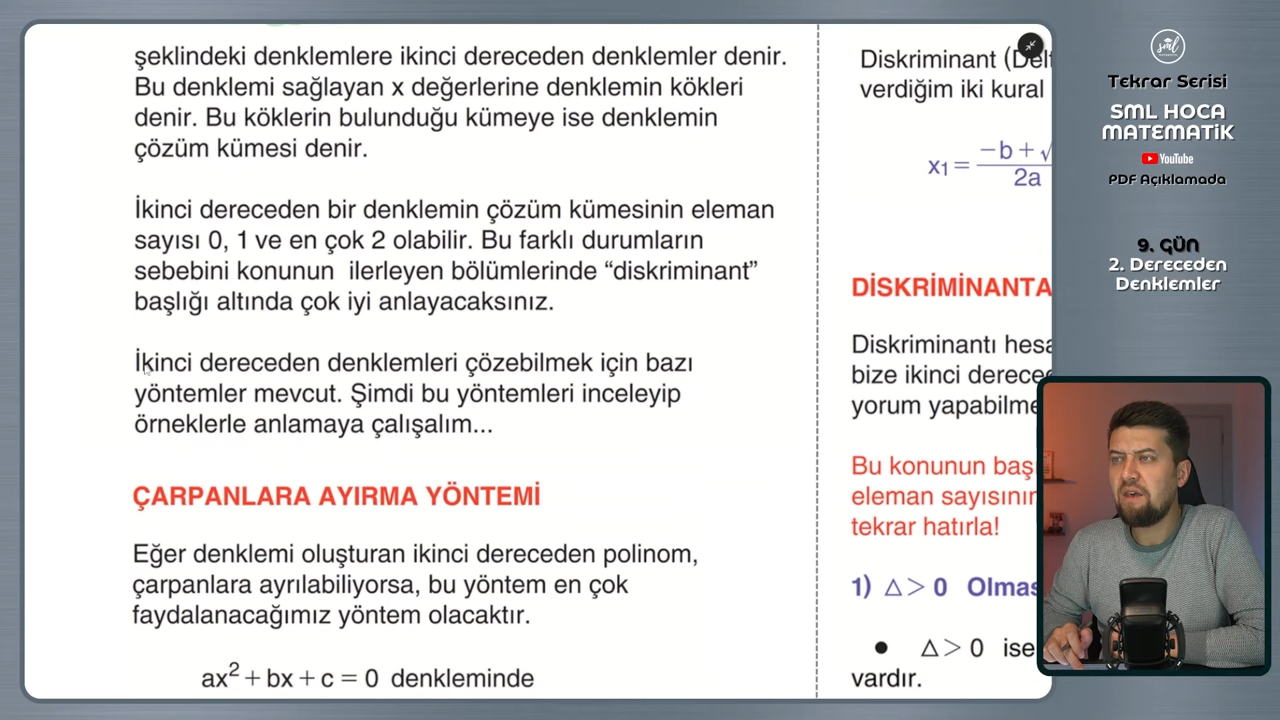 şeklindeki denklemlere ikinci dereceden denklemler denir.
Bu denklemi sağlayan x değerlerine denklemin kökleri
denir. Bu köklerin bulunduğu kümeye ise denklemin
çözüm kümesi denir.
İkinci dereceden bir denklemin çözüm kümesinin eleman
sayısı 0, 1 ve en çok 2 olabilir. Bu farklı durumların
sebebini konunun ilerleyen bölümlerinde “diskriminant”
başlığı altında çok iyi anlayacaksınız.
İkinci dereceden denklemleri çözebilmek için bazı
yöntemler mevcut. Şimdi bu yöntemleri inceleyip
örneklerle anlamaya çalışalım...
ÇARPANLARA AYIRMA YÖNTEMİ
Eğer denklemi oluşturan ikinci dereceden polinom,
çarpanlara ayrılabiliyorsa, bu yöntem en çok
faydalanacağımız yöntem olacaktır.
ax² + bx + c = 0 denkleminde
Diskriminant (Delt
verdiğim iki kural
x₁ = −b + √
2a
DİSKRİMİNANTA
Diskriminantı hesa
bize ikinci derece
yorum yapabilme
Bu konunun baş
eleman sayısının
tekrar hatırla!
1) △ > 0 Olmas
● △ > 0 ise
vardır.
sml
Tekrar Serisi
SML HOCA
MATEMATİK
YouTube
PDF Açıklamada
9. GÜN
2. Dereceden
Denklemler